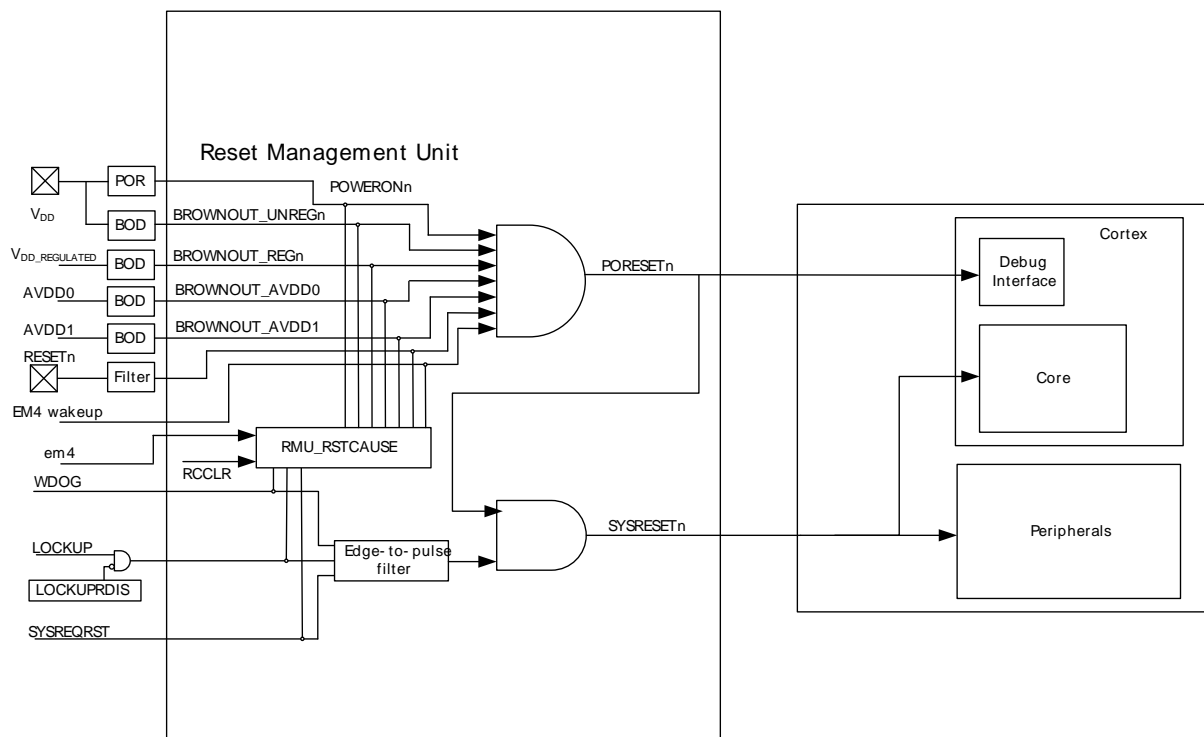 Reset Management Unit
POR
POWERONn
VDD
BOD
BROWNOUT_UNREGn
VDD_REGULATED
BOD
BROWNOUT_REGn
AVDD0
BOD
BROWNOUT_AVDD0
AVDD1
BOD
BROWNOUT_AVDD1
RESETn
Filter
EM4 wakeup
em4
RMU_RSTCAUSE
RCCLR
WDOG
LOCKUP
LOCKUPRDIS
Edge-to-pulse
filter
SYSREQRST
PORESETn
SYSRESETn
Cortex
Debug
Interface
Core
Peripherals